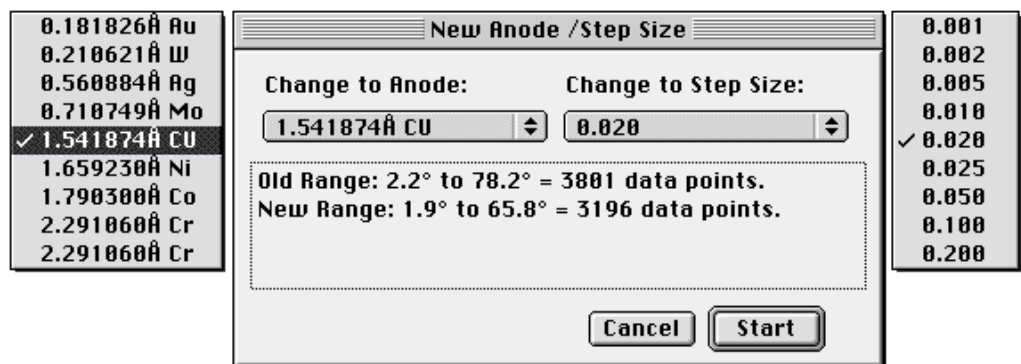 0.181826Å Au
0.210621Å W
0.560884Å Ag
0.710749Å Mo
✓ 1.541874Å CU
1.659230Å Ni
1.790300Å Co
2.291060Å Cr
2.291060Å Cr
New Anode /Step Size
Change to Anode:
Change to Step Size:
1.541874Å CU
0.020
Old Range: 2.2° to 78.2° = 3801 data points.
New Range: 1.9° to 65.8° = 3196 data points.
Cancel
Start
0.001
0.002
0.005
0.010
✓ 0.020
0.025
0.050
0.100
0.200